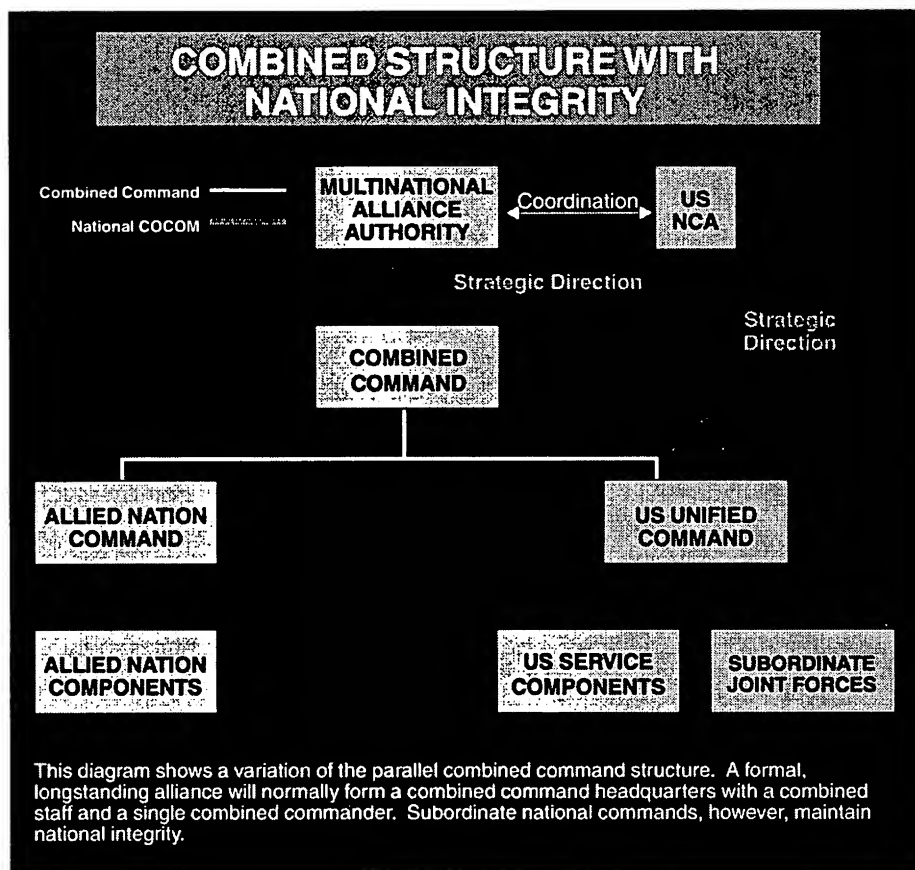 COMBINED STRUCTURE WITH
NATIONAL INTEGRITY
Combined Command
National COCOM
MULTINATIONAL
ALLIANCE
AUTHORITY
Coordination
US
NCA
Strategic Direction
Strategic
Direction
COMBINED
COMMAND
ALLIED NATION
COMMAND
US UNIFIED
COMMAND
ALLIED NATION
COMPONENTS
US SERVICE
COMPONENTS
SUBORDINATE
JOINT FORCES
This diagram shows a variation of the parallel combined command structure. A formal,
longstanding alliance will normally form a combined command headquarters with a combined
staff and a single combined commander. Subordinate national commands, however, maintain
national integrity.